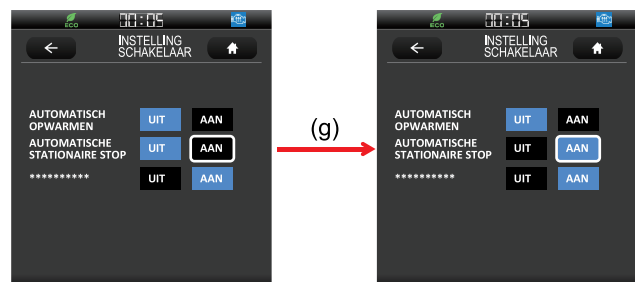 ECO 00:05
INSTELLING
SCHAKELAAR
AUTOMATISCH
OPWARMEN
UIT AAN
AUTOMATISCHE
STATIONAIRE STOP
UIT AAN
**********
UIT AAN
(g)
ECO 00:05
INSTELLING
SCHAKELAAR
AUTOMATISCH
OPWARMEN
UIT AAN
AUTOMATISCHE
STATIONAIRE STOP
UIT AAN
**********
UIT AAN